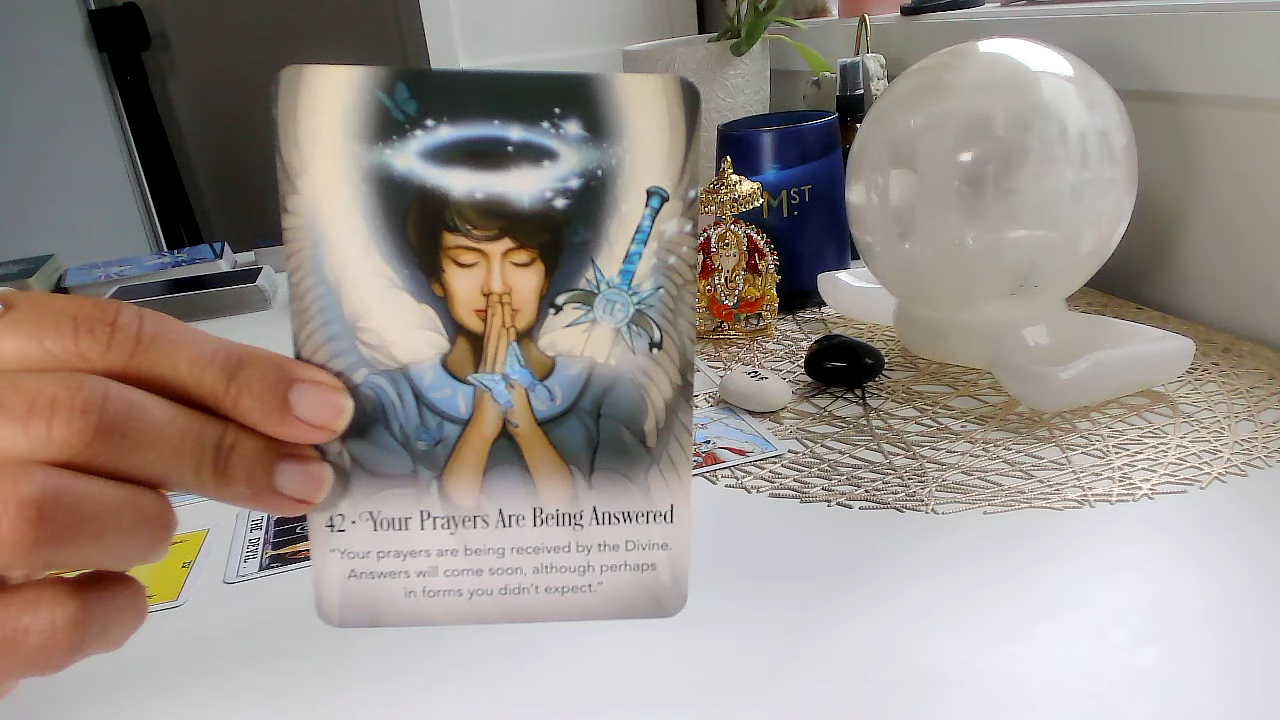 42 • Your Prayers Are Being Answered
"Your prayers are being received by the Divine.
Answers will come soon, although perhaps
in forms you didn't expect."
THE DEVIL.
M.ST